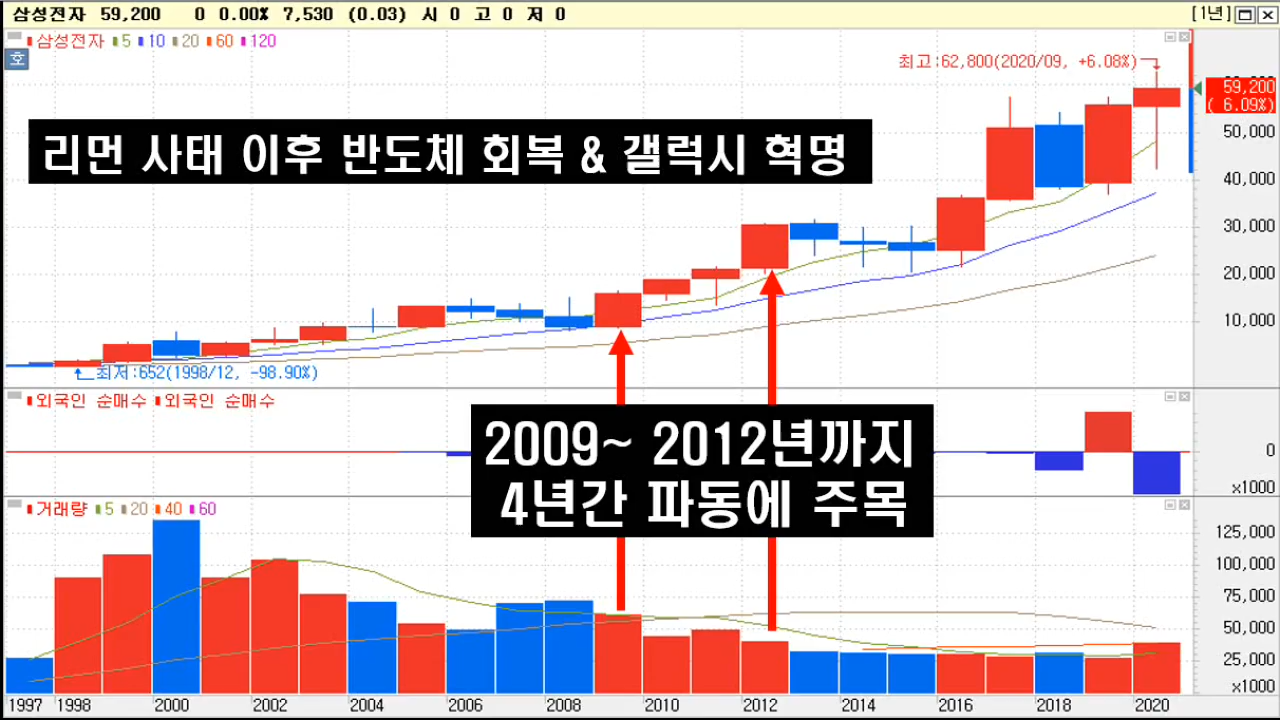 삼성전자 59,200 0 0.00% 7,530 (0.03) 시 0 고 0 저 0 [1년]
삼성전자 5 10 20 60 120
호
최고:62,800(2020/09, +6.08%)
59,200
( 6.09%)
50,000
리먼 사태 이후 반도체 회복 & 갤럭시 혁명
40,000
30,000
20,000
10,000
최저:652(1998/12, -98.90%)
외국인 순매수 외국인 순매수
2009~ 2012년까지
4년간 파동에 주목
0
x1000
거래량 5 20 40 60
125,000
100,000
75,000
50,000
25,000
x1000
1997 1998 2000 2002 2004 2006 2008 2010 2012 2014 2016 2018 2020